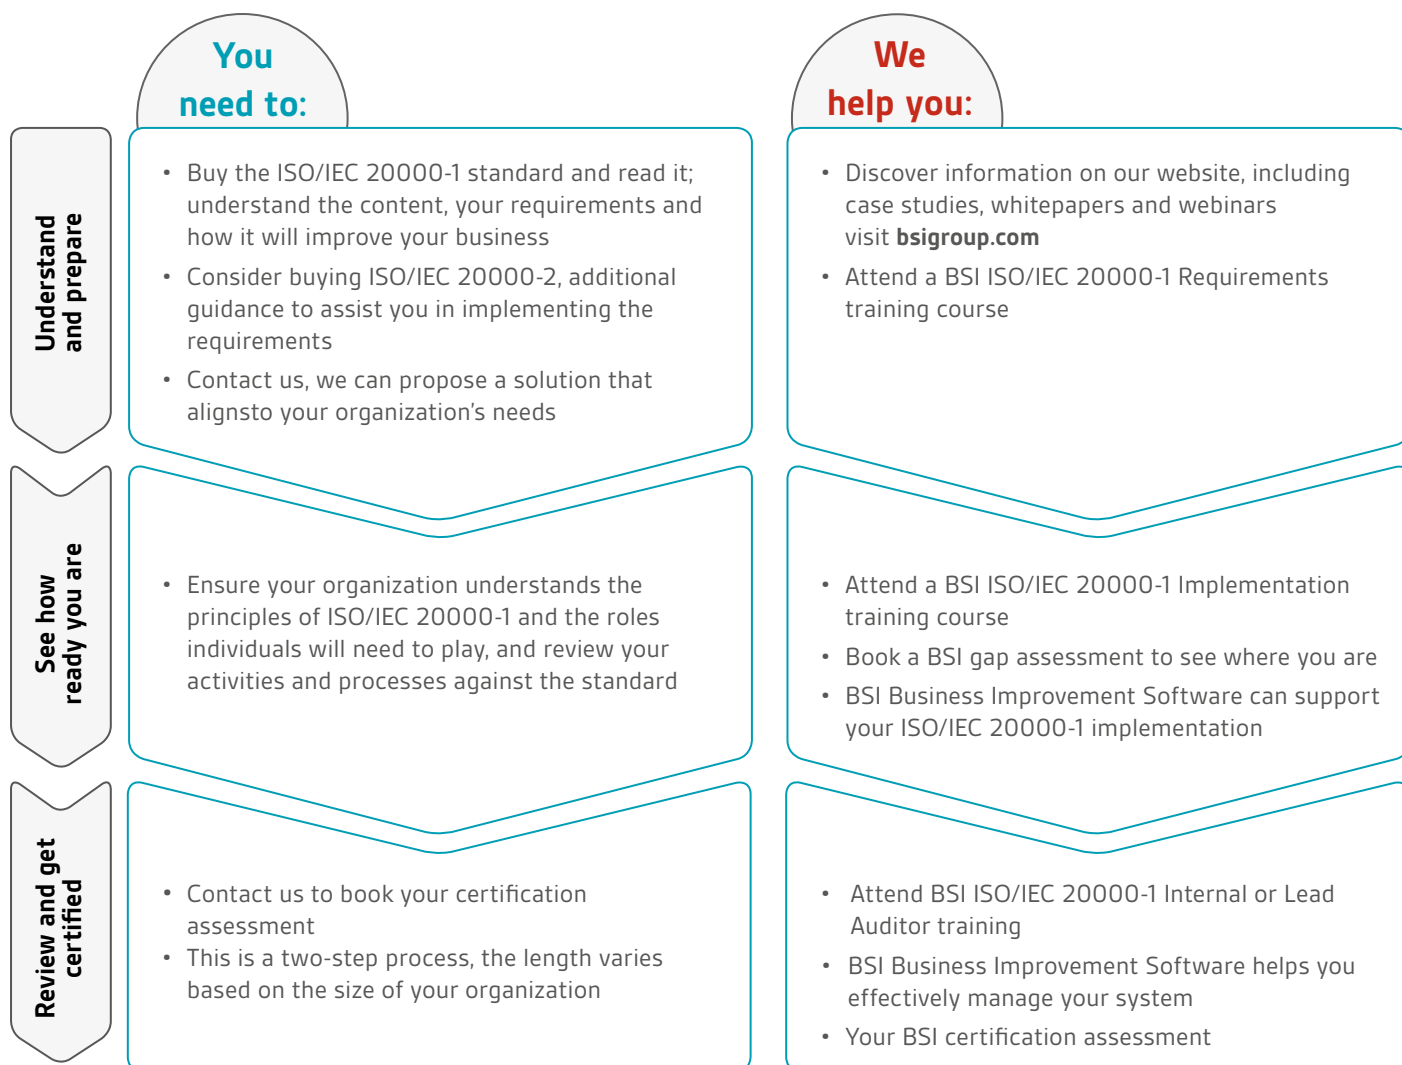 You
need to:
We
help you:
Understand
and prepare
• Buy the ISO/IEC 20000-1 standard and read it;
understand the content, your requirements and
how it will improve your business
• Consider buying ISO/IEC 20000-2, additional
guidance to assist you in implementing the
requirements
• Contact us, we can propose a solution that
alignsto your organization’s needs
• Discover information on our website, including
case studies, whitepapers and webinars
visit bsigroup.com
• Attend a BSI ISO/IEC 20000-1 Requirements
training course
See how
ready you are
• Ensure your organization understands the
principles of ISO/IEC 20000-1 and the roles
individuals will need to play, and review your
activities and processes against the standard
• Attend a BSI ISO/IEC 20000-1 Implementation
training course
• Book a BSI gap assessment to see where you are
• BSI Business Improvement Software can support
your ISO/IEC 20000-1 implementation
Review and get
certified
• Contact us to book your certification
assessment
• This is a two-step process, the length varies
based on the size of your organization
• Attend BSI ISO/IEC 20000-1 Internal or Lead
Auditor training
• BSI Business Improvement Software helps you
effectively manage your system
• Your BSI certification assessment